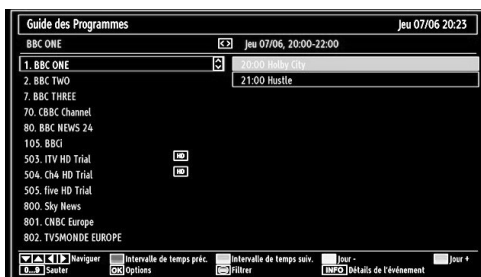 Guide des Programmes Jeu 07/06 20:23
BBC ONE <> Jeu 07/06, 20:00-22:00
1. BBC ONE 20:00 Holby City
2. BBC TWO 21:00 Hustle
7. BBC THREE
70. CBBC Channel
80. BBC NEWS 24
105. BBCi
503. ITV HD Trial HD
504. Ch4 HD Trial HD
505. five HD Trial
800. Sky News
801. CNBC Europe
802. TV5MONDE EUROPE
Naviguer Intervalle de temps préc. Intervalle de temps suiv. Jour - Jour +
0...9 Sauter OK Options Filtrer INFO Détails de l'événement